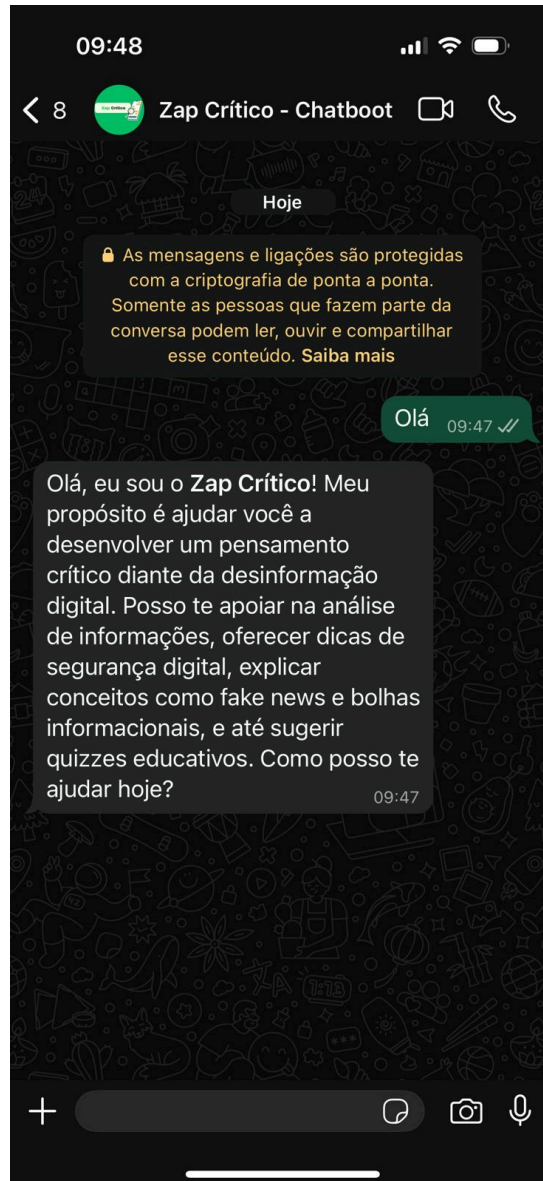 09:48
8 Zap Crítico - Chatboot
Hoje
As mensagens e ligações são protegidas
com a criptografia de ponta a ponta.
Somente as pessoas que fazem parte da
conversa podem ler, ouvir e compartilhar
esse conteúdo. Saiba mais
Olá 09:47
Olá, eu sou o Zap Crítico! Meu
propósito é ajudar você a
desenvolver um pensamento
crítico diante da desinformação
digital. Posso te apoiar na análise
de informações, oferecer dicas de
segurança digital, explicar
conceitos como fake news e bolhas
informacionais, e até sugerir
quizzes educativos. Como posso te
ajudar hoje? 09:47